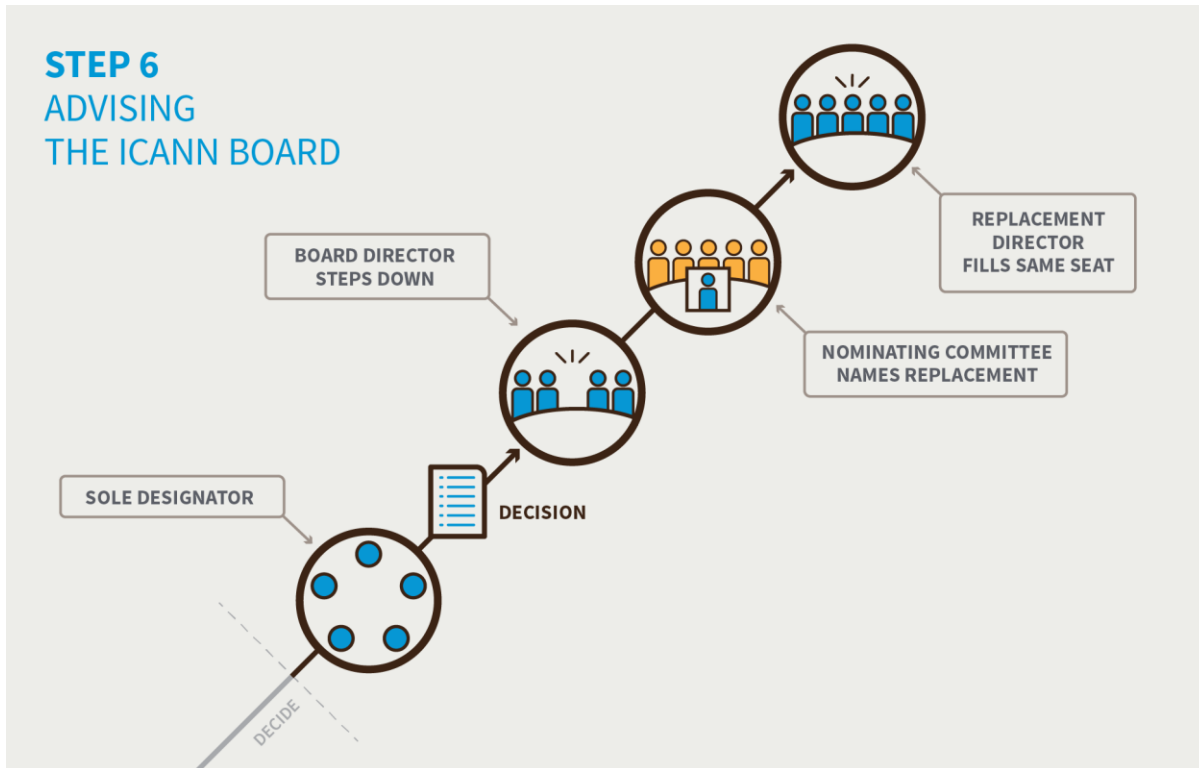 STEP 6
ADVISING
THE ICANN BOARD
REPLACEMENT
DIRECTOR
FILLS SAME SEAT
BOARD DIRECTOR
STEPS DOWN
NOMINATING COMMITTEE
NAMES REPLACEMENT
SOLE DESIGNATOR
DECISION
DECIDE